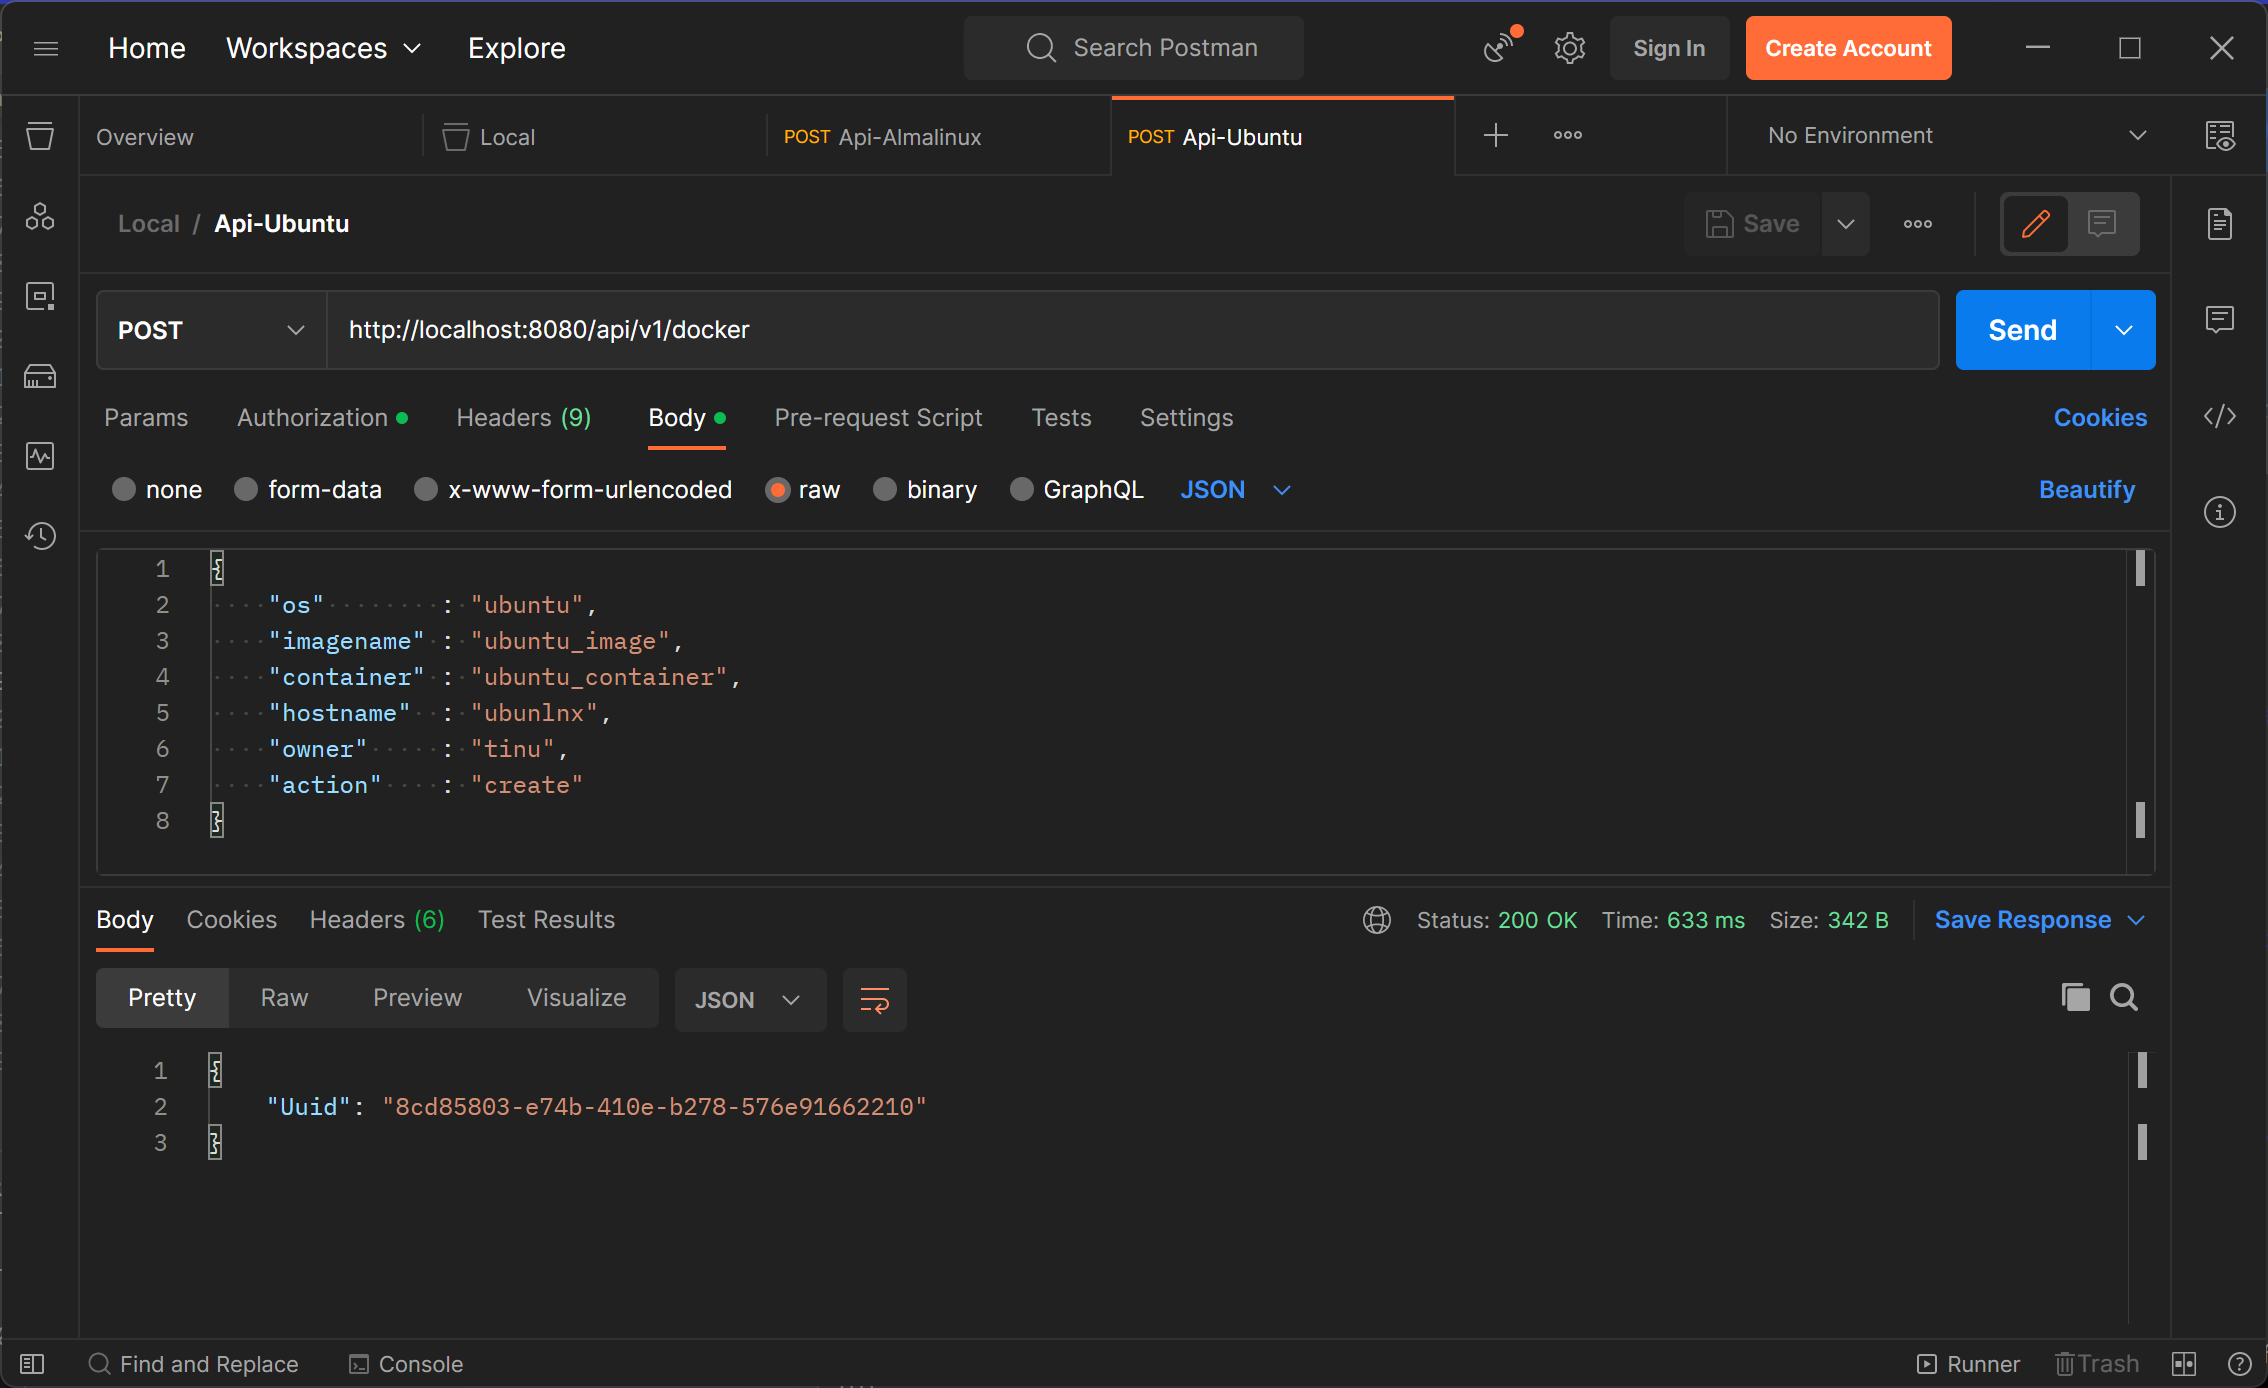 Home Workspaces Explore Search Postman Sign In Create Account
Overview Local POST Api-Almalinux POST Api-Ubuntu No Environment
Local / Api-Ubuntu Save
POST http://localhost:8080/api/v1/docker Send
Params Authorization Headers (9) Body Pre-request Script Tests Settings Cookies
none form-data x-www-form-urlencoded raw binary GraphQL JSON Beautify
1 {
2 "os" : "ubuntu",
3 "imagename" : "ubuntu_image",
4 "container" : "ubuntu_container",
5 "hostname" : "ubunlnx",
6 "owner" : "tinu",
7 "action" : "create"
8 }
Body Cookies Headers (6) Test Results Status: 200 OK Time: 633 ms Size: 342 B Save Response
Pretty Raw Preview Visualize JSON
1 {
2 "Uuid": "8cd85803-e74b-410e-b278-576e91662210"
3 }
Find and Replace Console Runner Trash